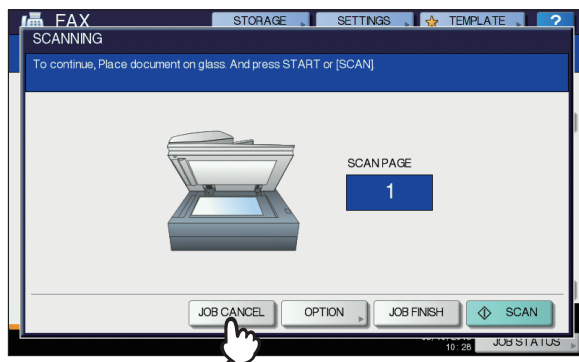 FAX STORAGE SETTINGS TEMPLATE ?
SCANNING
To continue, Place document on glass. And press START or [SCAN].
SCAN PAGE
1
JOB CANCEL OPTION JOB FINISH SCAN
10:28 JOB STATUS